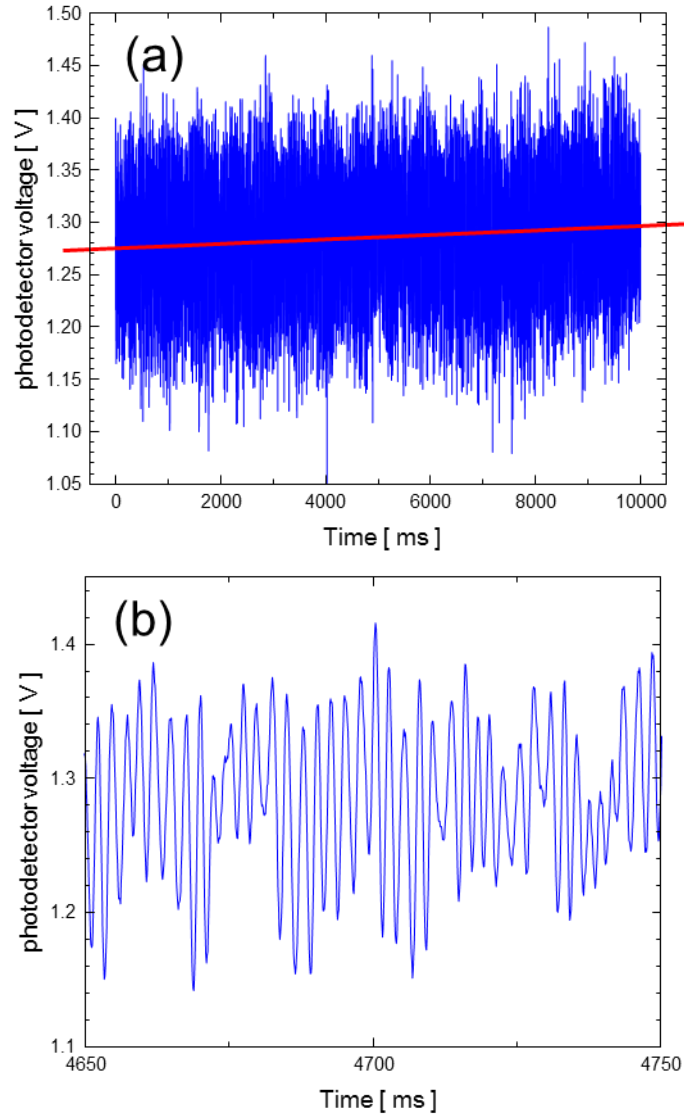 (a)
photodetector voltage [ V ]
1.50
1.45
1.40
1.35
1.30
1.25
1.20
1.15
1.10
1.05
0 2000 4000 6000 8000 10000
Time [ ms ]
(b)
photodetector voltage [ V ]
1.4
1.3
1.2
1.1
4650 4700 4750
Time [ ms ]